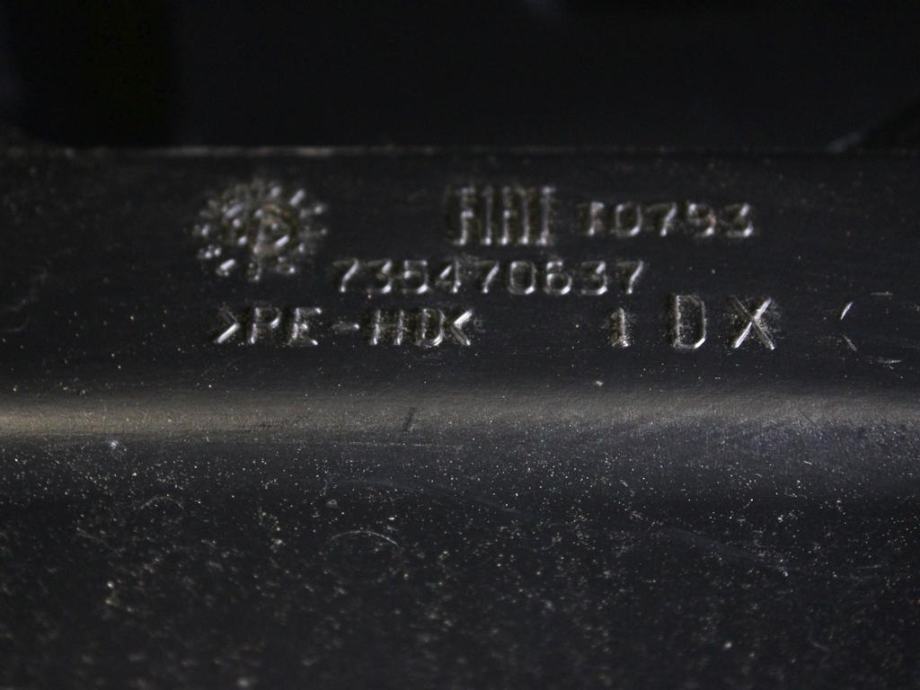 FIAT 10793
735470637
>PE-HD< 1 DX